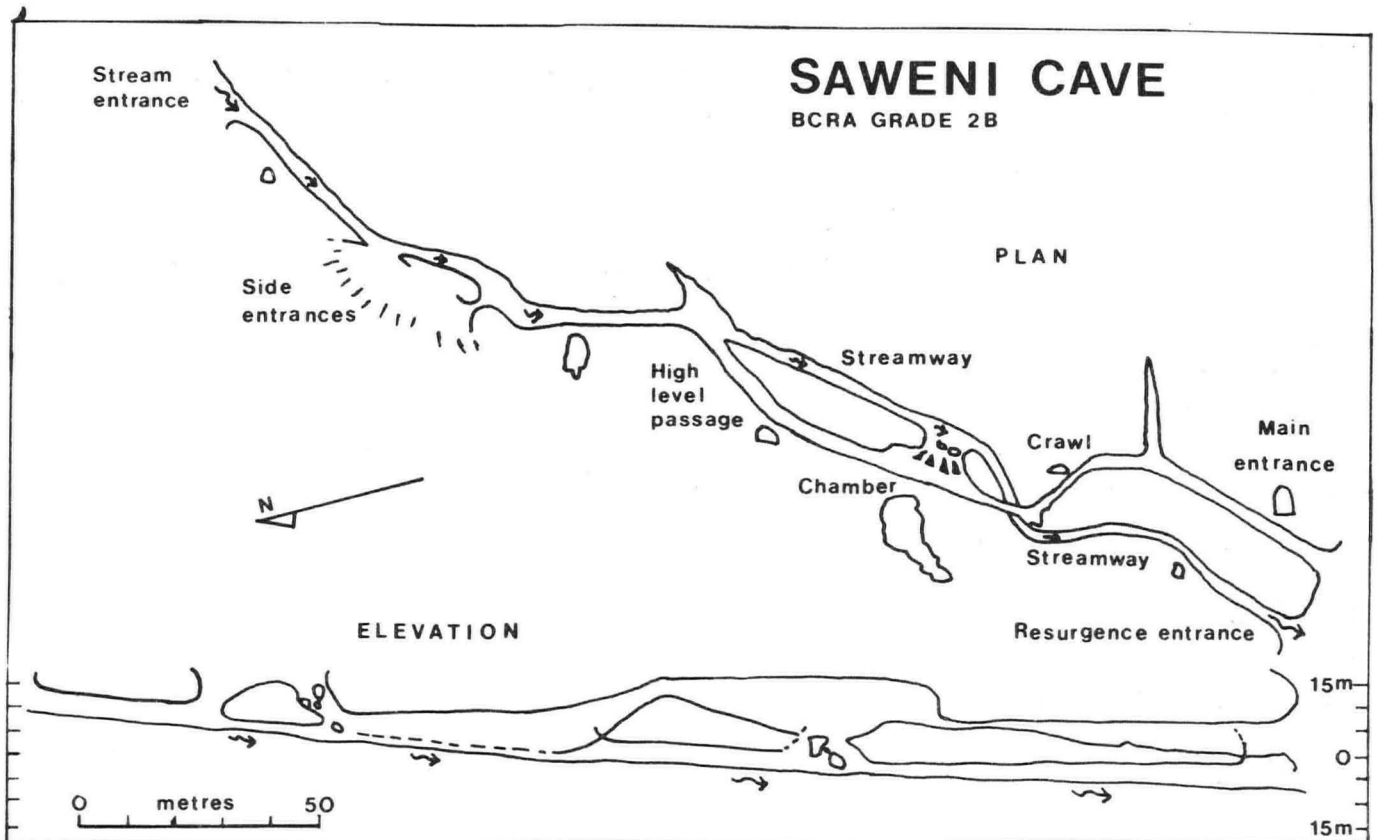 SAWENI CAVE
BCRA GRADE 2B
Stream
entrance
PLAN
Side
entrances
Streamway
High
level
passage
Crawl
Main
entrance
N
Chamber
Streamway
Resurgence entrance
ELEVATION
15m
0
15m
0 metres 50